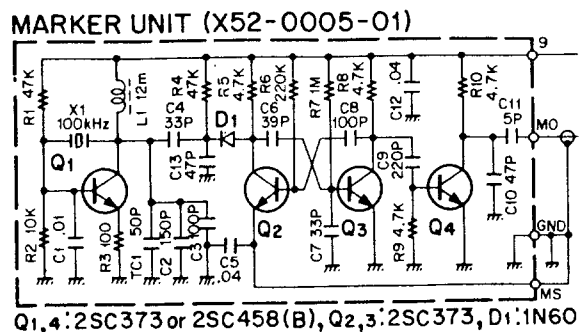 MARKER UNIT (X52-0005-01)
9
R1 47K
X1
100kHz
L1 12m
C4
33P
R4
47K
D1
R5
4.7K
R6
220K
C6
39P
R7 1M
R8
4.7K
C8
100P
C12 .04
R10
4.7K
C11
5P
MO
Q1
C13
47P
C9
220P
C10 47P
R2 10K
C1 .01
R3 100
TC1 50P
C2 150P
C3 100P
C5
.04
Q2
C7 33P
Q3
R9 4.7K
Q4
GND
MS
Q1,4:2SC373 or 2SC458(B), Q2,3:2SC373, D1:1N60